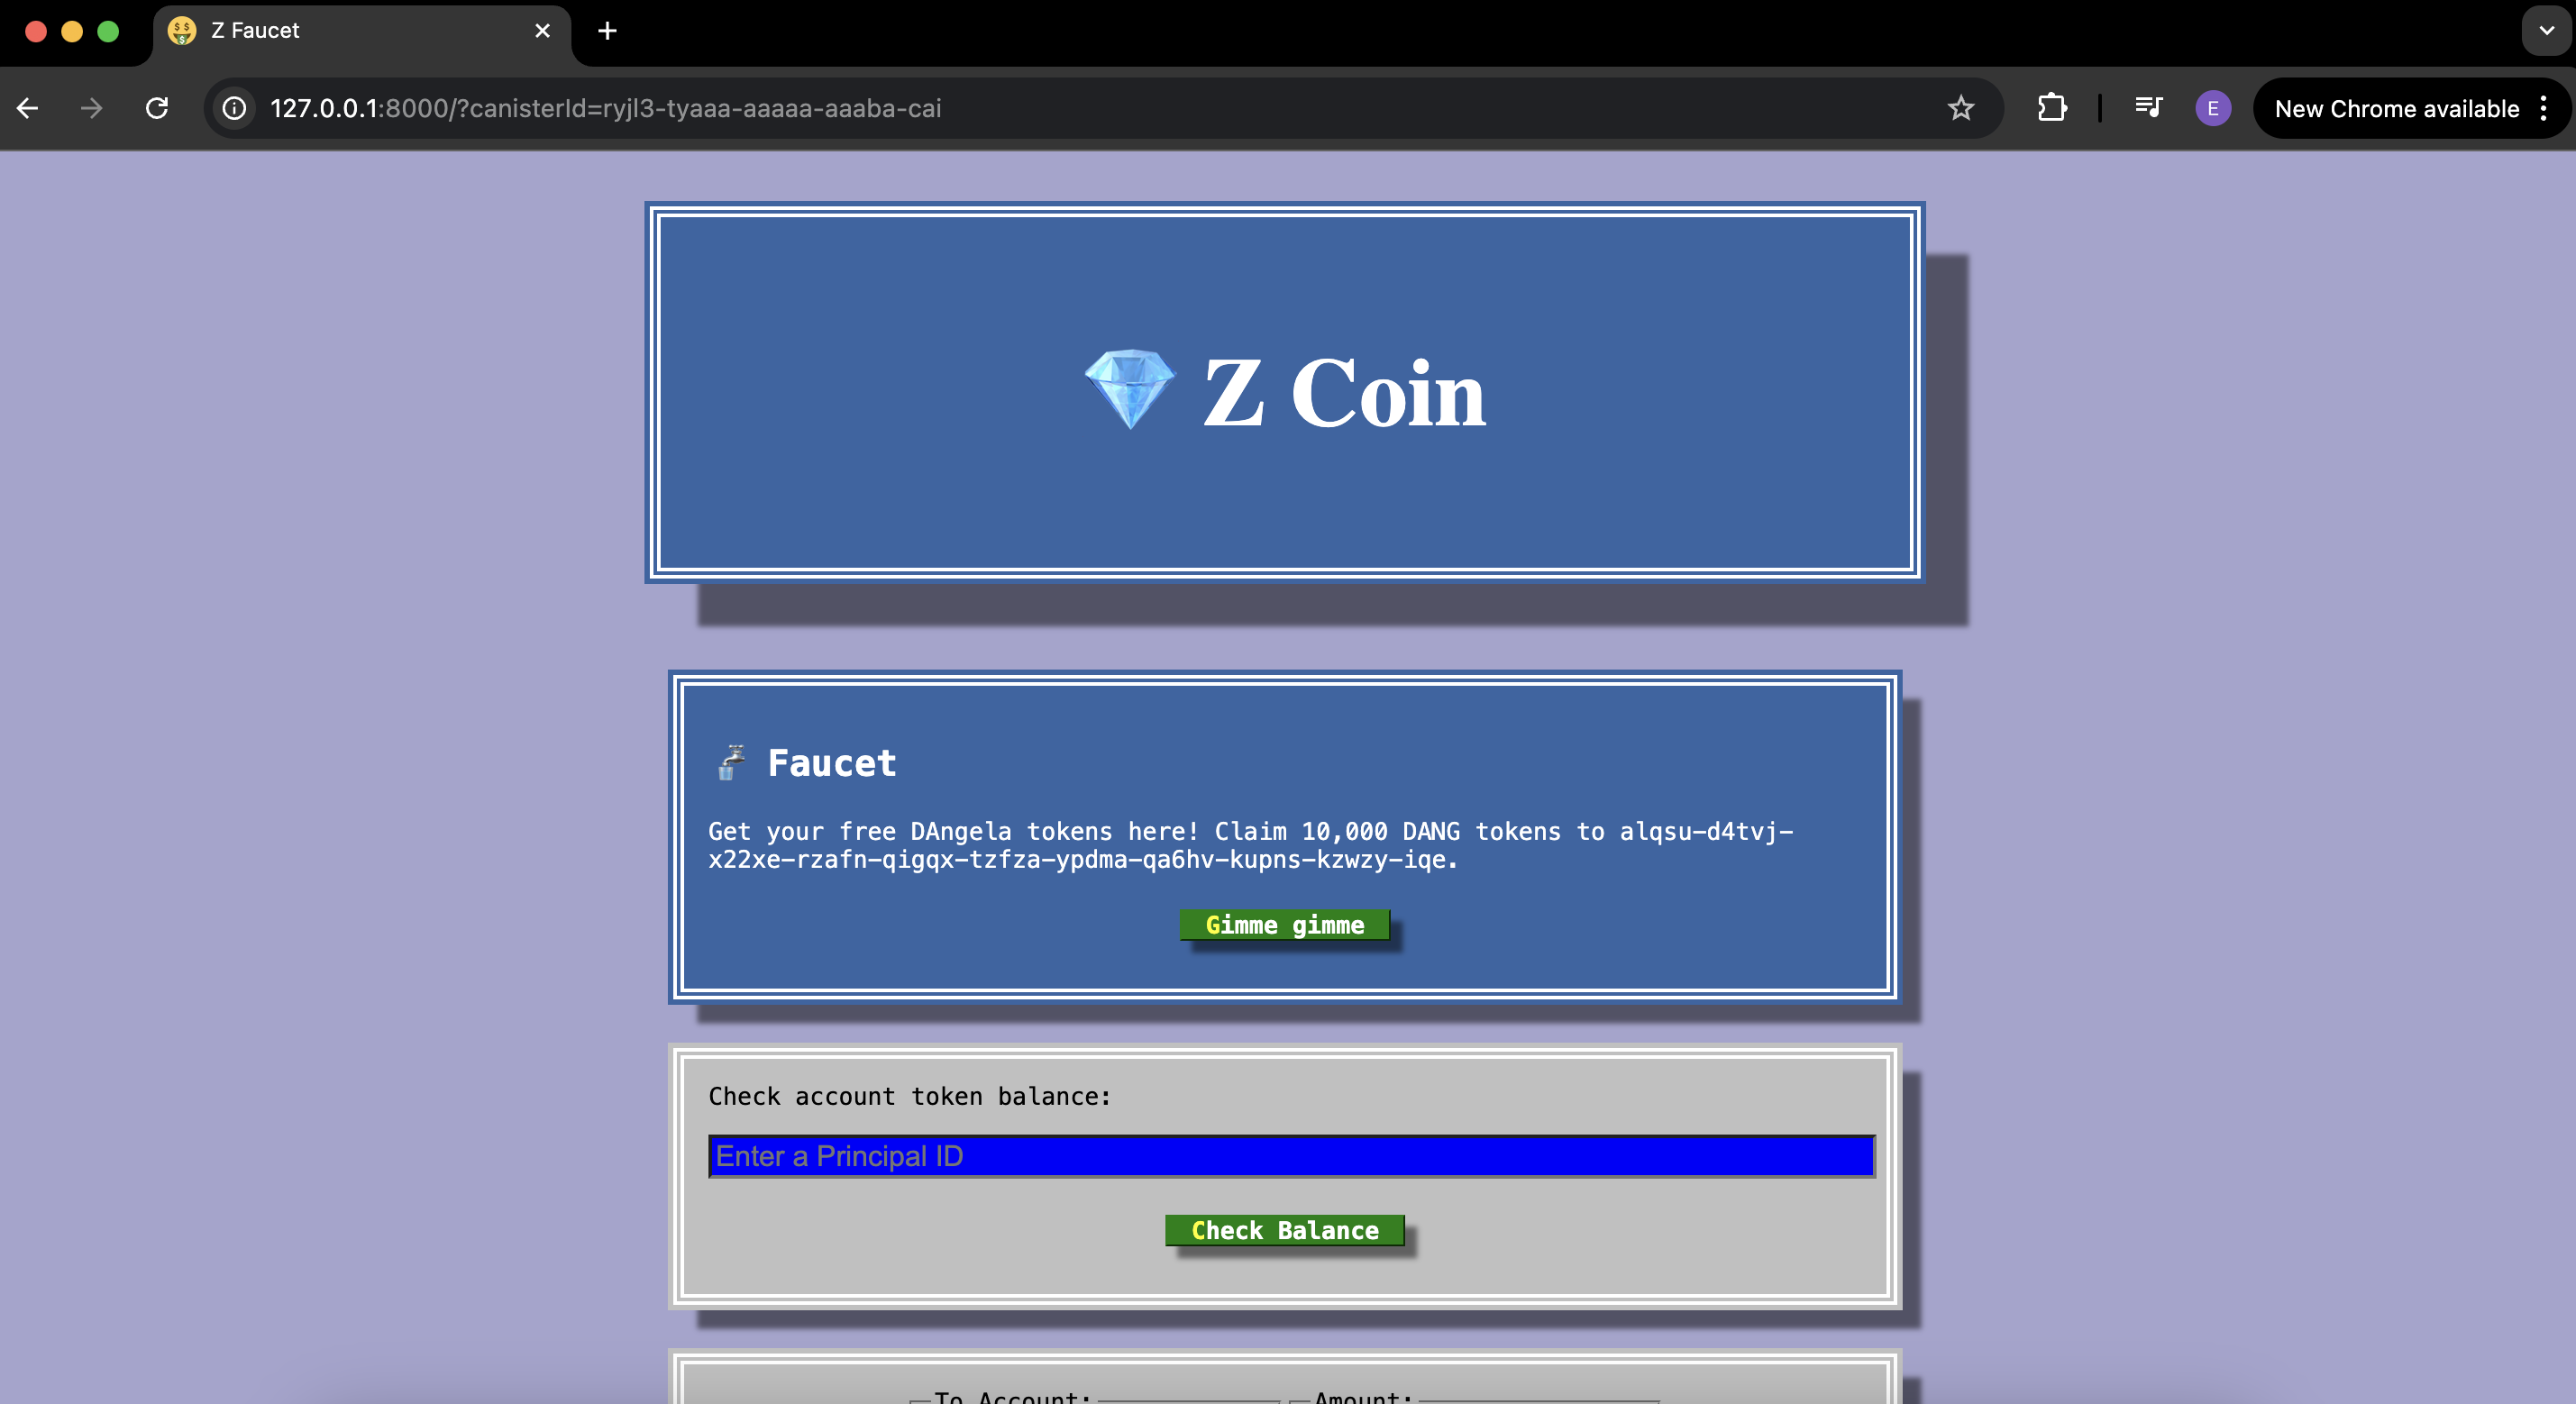 Z Faucet
127.0.0.1:8000/?canisterId=ryjl3-tyaaa-aaaaa-aaaba-cai
E
New Chrome available
Z Coin
Faucet
Get your free DAngela tokens here! Claim 10,000 DANG tokens to alqsu-d4tvj-
x22xe-rzafn-qigqx-tzfza-ypdma-qa6hv-kupns-kzwzy-iqe.
Gimme gimme
Check account token balance:
Enter a Principal ID
Check Balance
To Account:
Amount: